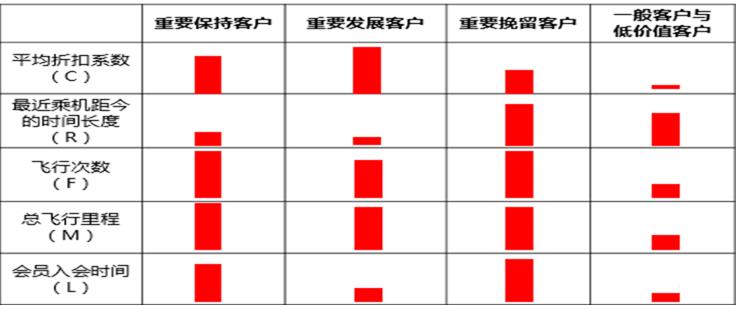 重要保持客户 重要发展客户 重要挽留客户 一般客户与
低价值客户
平均折扣系数
（C）
最近乘机距今
的时间长度
（R）
飞行次数
（F）
总飞行里程
（M）
会员入会时间
（L）